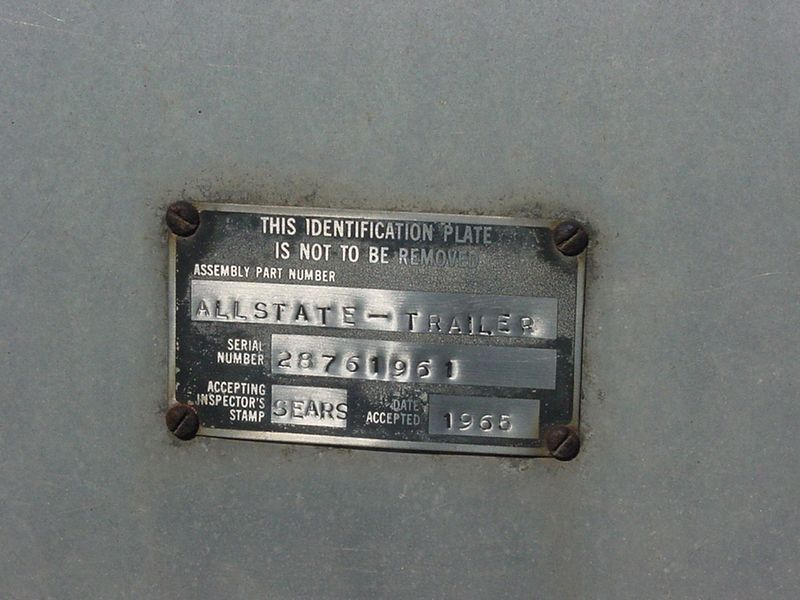 THIS IDENTIFICATION PLATE
IS NOT TO BE REMOVED
ASSEMBLY PART NUMBER
ALLSTATE — TRAILER
SERIAL NUMBER 28761961
ACCEPTING INSPECTOR'S STAMP SEARS DATE ACCEPTED 1965